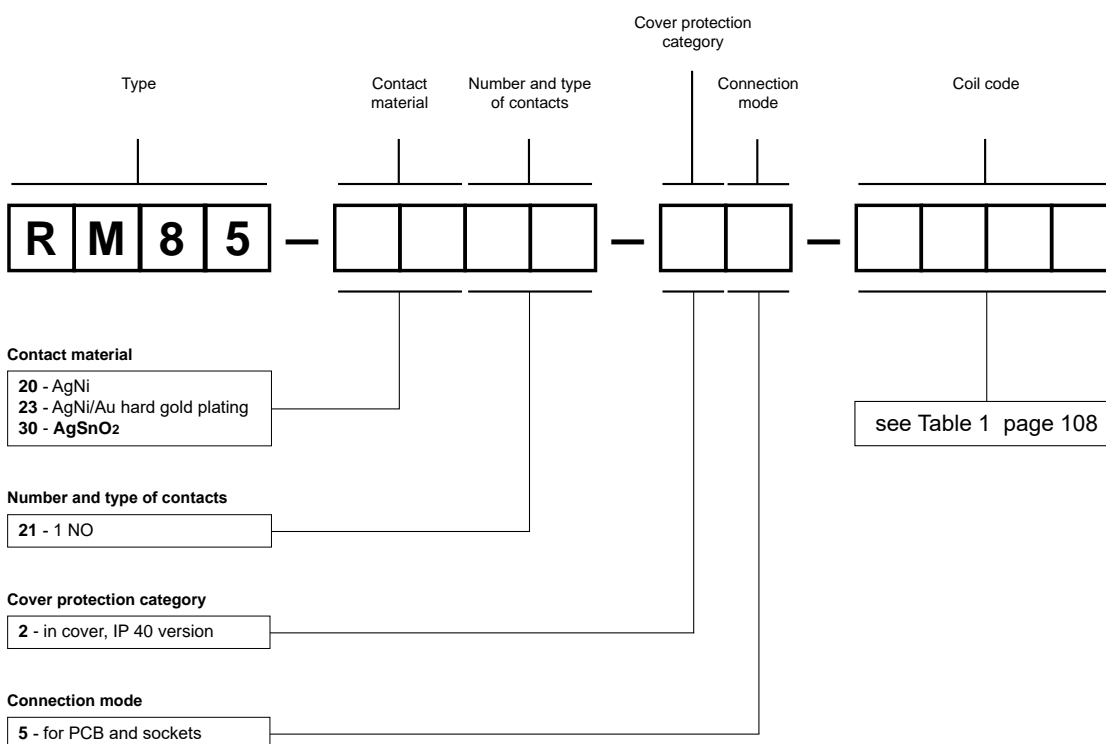 Cover protection
category
Type
Contact
material
Number and type
of contacts
Connection
mode
Coil code
R M 8 5 – – –
Contact material
20 - AgNi
23 - AgNi/Au hard gold plating
30 - AgSnO2
see Table 1 page 108
Number and type of contacts
21 - 1 NO
Cover protection category
2 - in cover, IP 40 version
Connection mode
5 - for PCB and sockets